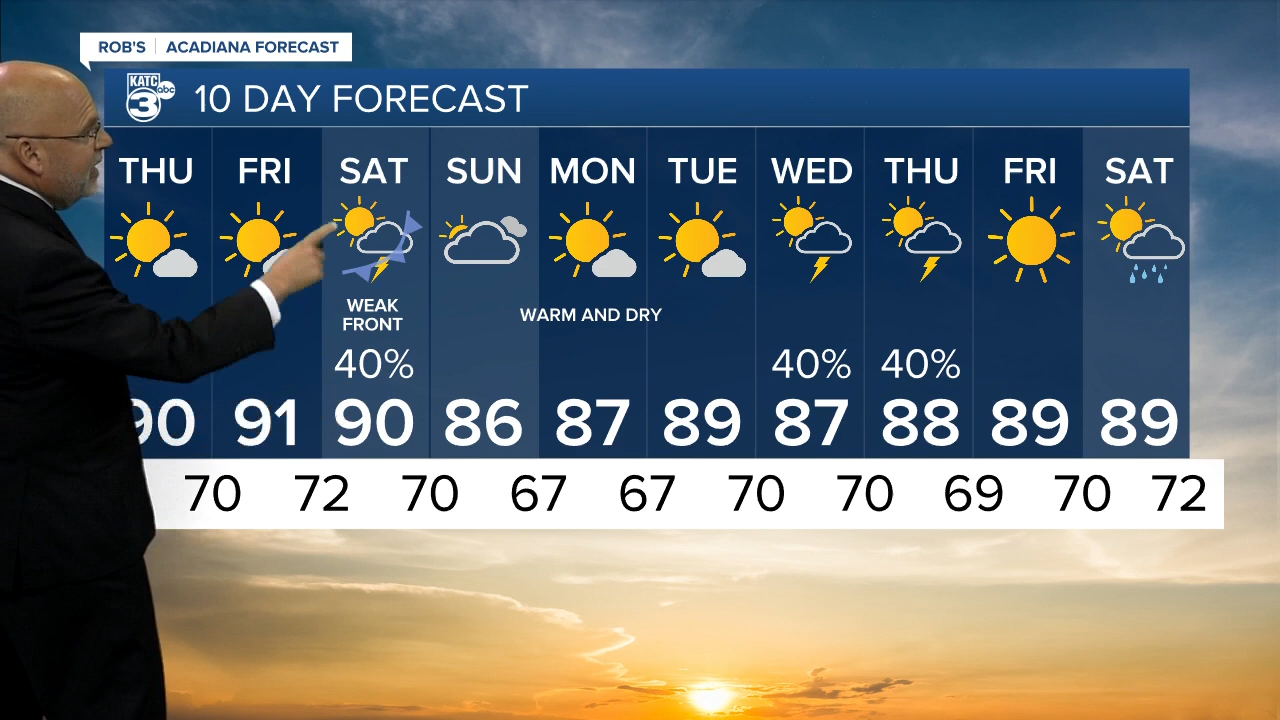 ROB'S | ACADIANA FORECAST
KATC
3
abc
10 DAY FORECAST
THU FRI SAT SUN MON TUE WED THU FRI SAT
WEAK
FRONT
WARM AND DRY
40% 40% 40%
90 91 90 86 87 89 87 88 89 89
70 72 70 67 67 70 70 69 70 72